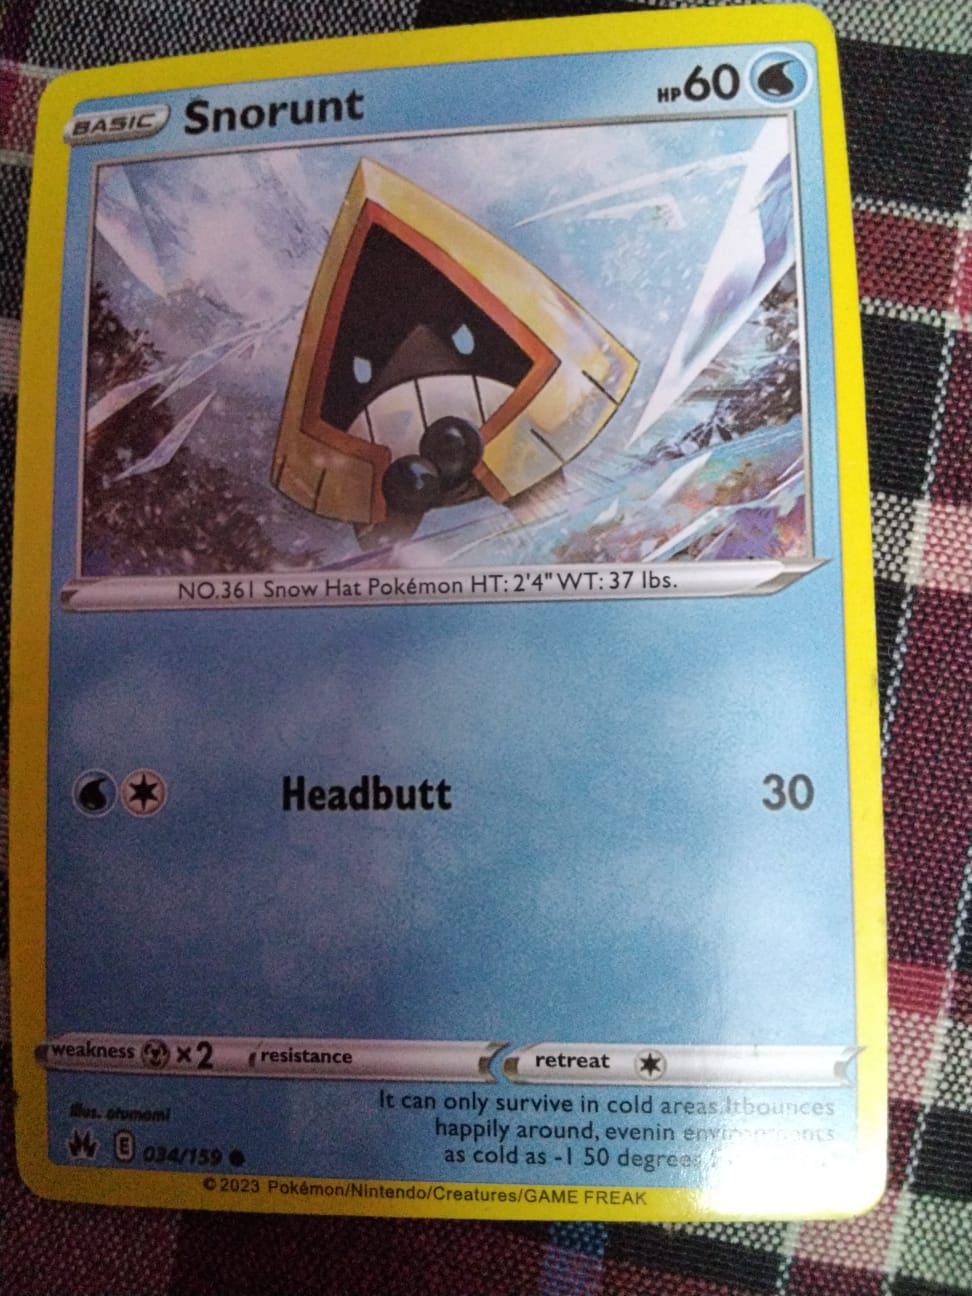 BASIC Snorunt HP60
NO.361 Snow Hat Pokémon HT: 2'4" WT: 37 lbs.
Headbutt 30
weakness ×2 resistance retreat
Illus. otumami
It can only survive in cold areas.Itbounces
happily around, evenin environments
as cold as -1 50 degrees
E 034/159
©2023 Pokémon/Nintendo/Creatures/GAME FREAK